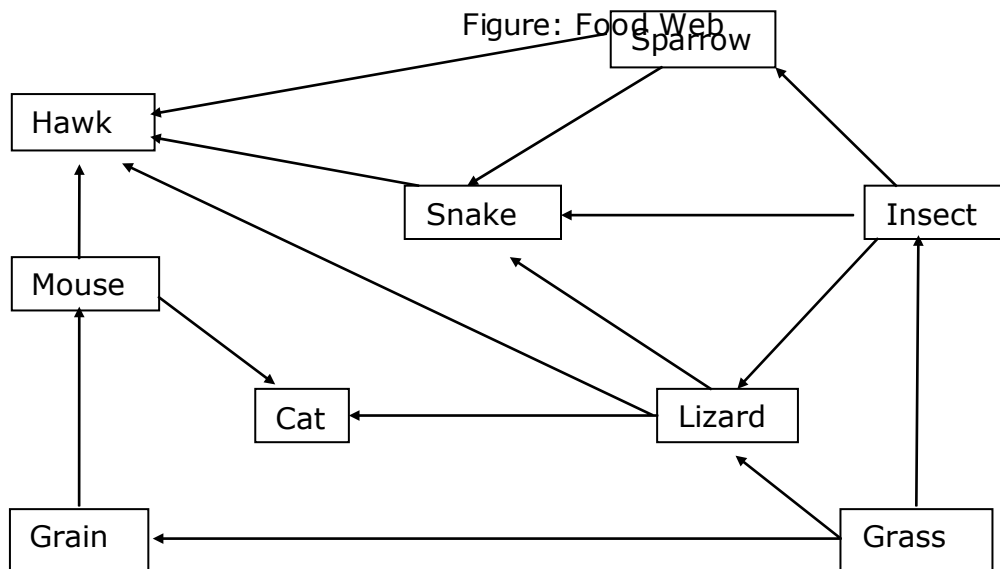 Figure: Food Web
Sparrow
Hawk
Snake
Insect
Mouse
Cat
Lizard
Grain
Grass